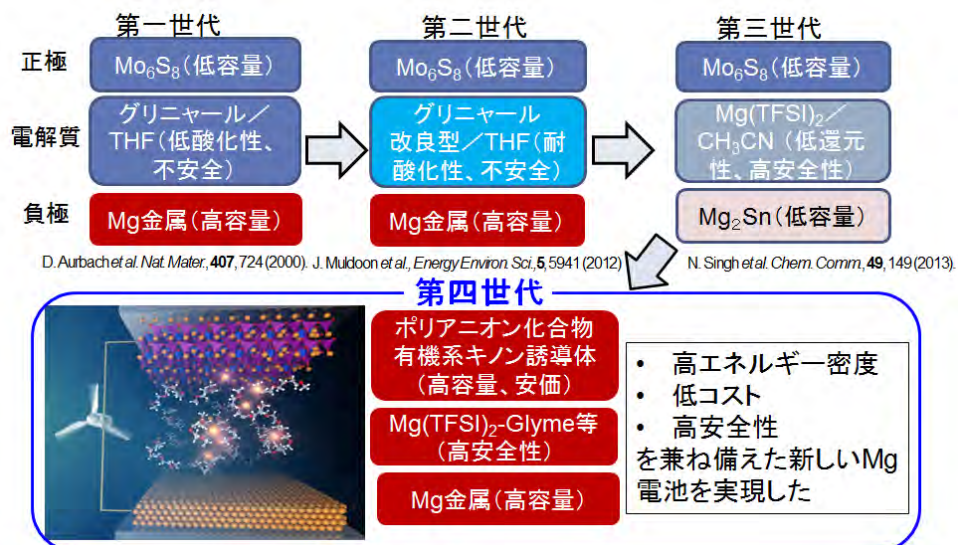 第一世代
第二世代
第三世代
正極
Mo₆S₈(低容量)
Mo₆S₈(低容量)
Mo₆S₈(低容量)
電解質
グリニャール／
THF(低酸化性、
不安全)
グリニャール
改良型／THF(耐
酸化性、不安全)
Mg(TFSI)₂／
CH₃CN (低還元
性、高安全性)
負極
Mg金属(高容量)
Mg金属(高容量)
Mg₂Sn(低容量)
D. Aurbach et al. Nat. Mater., 407, 724 (2000).
J. Muldoon et al., Energy Environ. Sci., 5, 5941 (2012)
N. Singh et al. Chem. Comm., 49, 149 (2013).
第四世代
ポリアニオン化合物
有機系キノン誘導体
(高容量、安価)
Mg(TFSI)₂-Glyme等
(高安全性)
Mg金属(高容量)
• 高エネルギー密度
• 低コスト
• 高安全性
を兼ね備えた新しいMg
電池を実現した